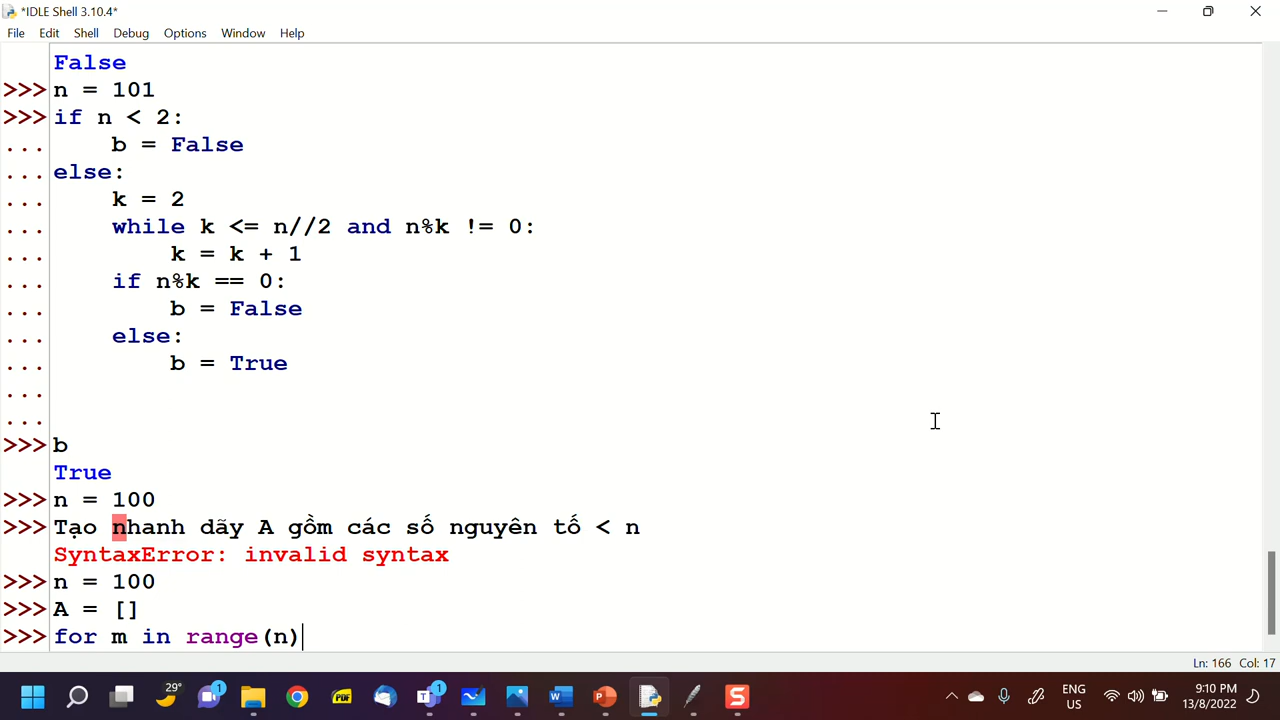 *IDLE Shell 3.10.4*
File Edit Shell Debug Options Window Help
False
>>> n = 101
>>> if n < 2:
...     b = False
... else:
...     k = 2
...     while k <= n//2 and n%k != 0:
...         k = k + 1
...     if n%k == 0:
...         b = False
...     else:
...         b = True
...
...
>>> b
True
>>> n = 100
>>> Tạo nhanh dãy A gồm các số nguyên tố < n
SyntaxError: invalid syntax
>>> n = 100
>>> A = []
>>> for m in range(n)
Ln: 166 Col: 17
29°
1
PDF
1
ENG
US
9:10 PM
13/8/2022